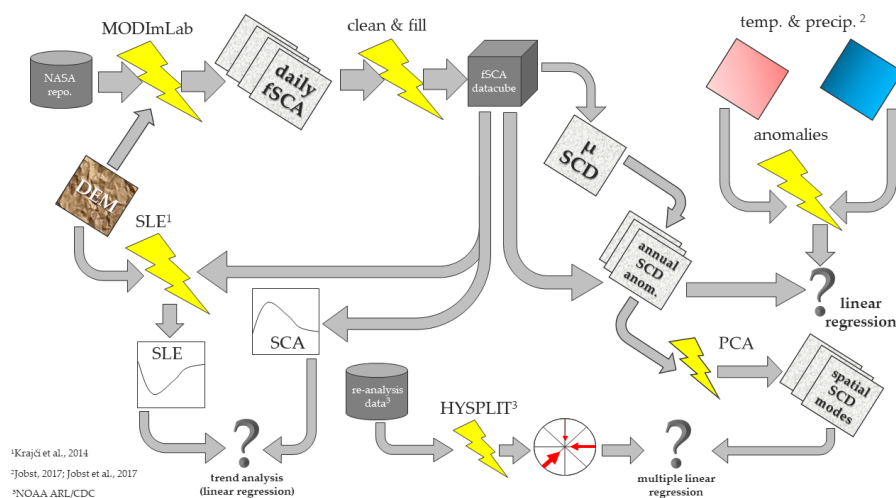 MODImLab
clean & fill
temp. & precip. 2
NASA
repo.
daily
fSCA
fSCA
datacube
μ
SCD
anomalies
DEM
SLE1
annual
SCD
anom.
linear
regression
SLE
SCA
PCA
re-analysis
data3
HYSPLIT3
spatial
SCD
modes
?
trend analysis
(linear regression)
?
multiple linear
regression
?
1Krajčí et al., 2014
2Jobst, 2017; Jobst et al., 2017
3NOAA ARL/CDC